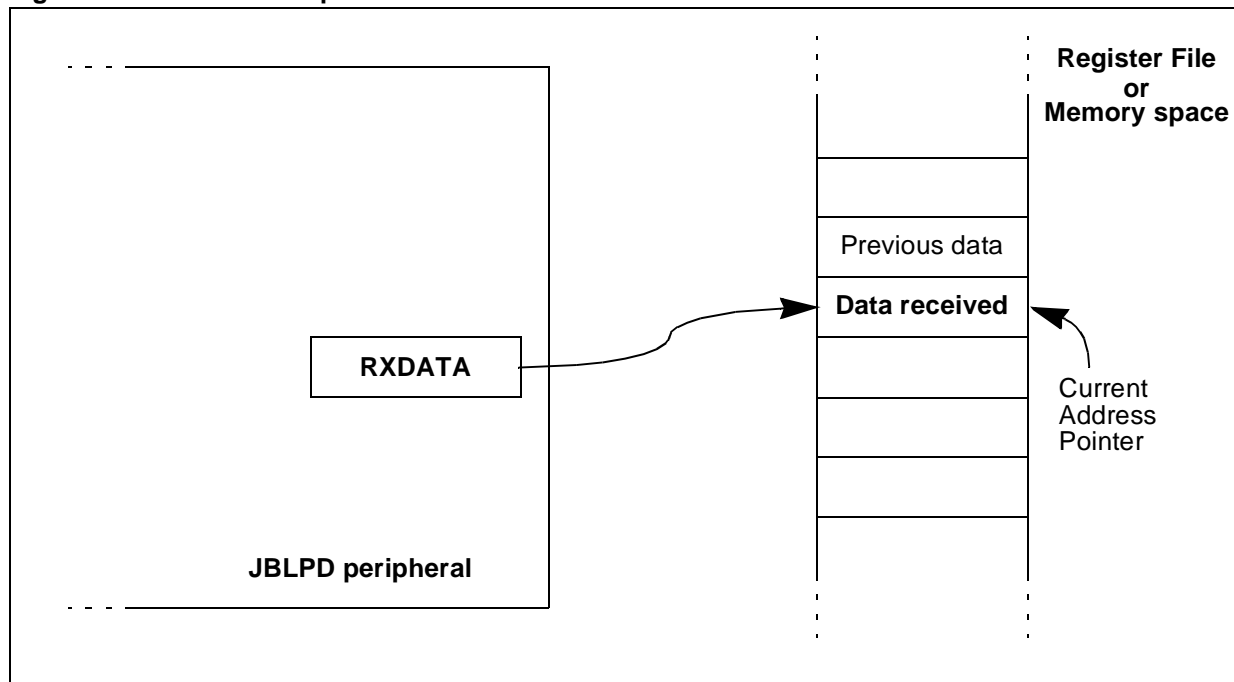 Register File
or
Memory space
Previous data
Data received
RXDATA
Current
Address
Pointer
JBLPD peripheral